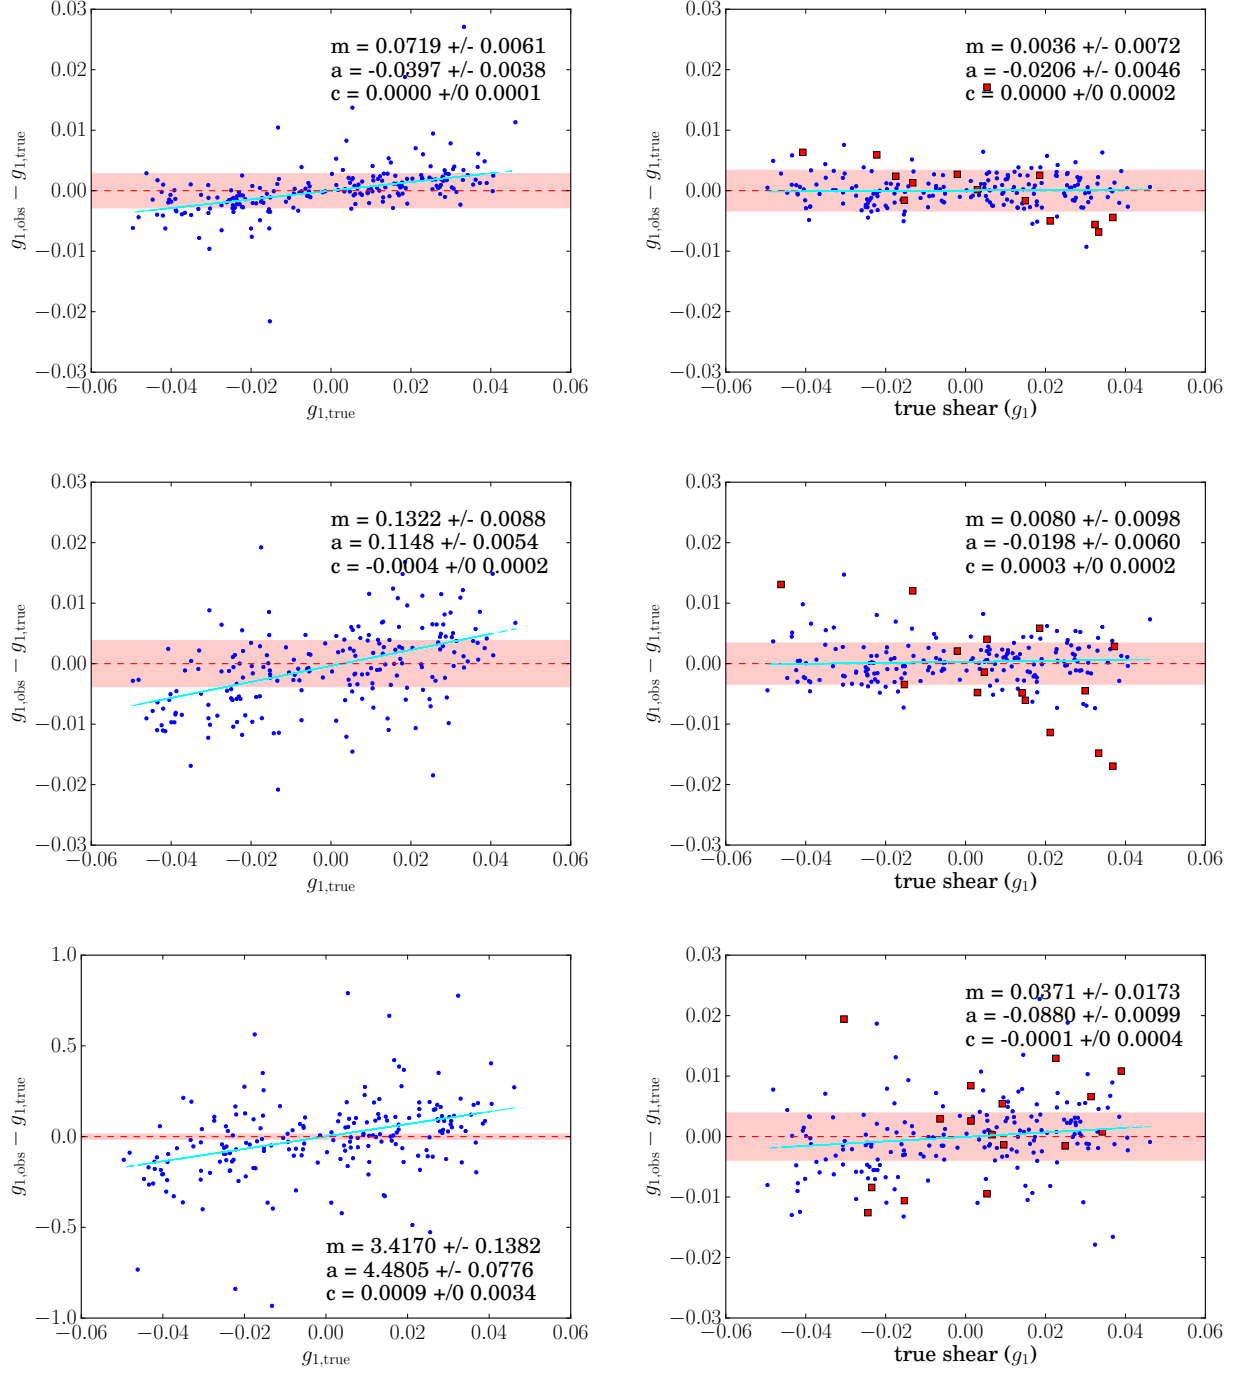 0.03
0.02
0.01
0.00
−0.01
−0.02
−0.03
g1,obs − g1,true
m = 0.0719 +/- 0.0061
a = -0.0397 +/- 0.0038
c = 0.0000 +/0 0.0001
−0.06 −0.04 −0.02 0.00 0.02 0.04 0.06
g1,true
0.03
0.02
0.01
0.00
−0.01
−0.02
−0.03
g1,obs − g1,true
m = 0.0036 +/- 0.0072
a = -0.0206 +/- 0.0046
c = 0.0000 +/0 0.0002
−0.06 −0.04 −0.02 0.00 0.02 0.04 0.06
true shear (g1)
0.03
0.02
0.01
0.00
−0.01
−0.02
−0.03
g1,obs − g1,true
m = 0.1322 +/- 0.0088
a = 0.1148 +/- 0.0054
c = -0.0004 +/0 0.0002
−0.06 −0.04 −0.02 0.00 0.02 0.04 0.06
g1,true
0.03
0.02
0.01
0.00
−0.01
−0.02
−0.03
g1,obs − g1,true
m = 0.0080 +/- 0.0098
a = -0.0198 +/- 0.0060
c = 0.0003 +/0 0.0002
−0.06 −0.04 −0.02 0.00 0.02 0.04 0.06
true shear (g1)
1.0
0.5
0.0
−0.5
−1.0
g1,obs − g1,true
m = 3.4170 +/- 0.1382
a = 4.4805 +/- 0.0776
c = 0.0009 +/0 0.0034
−0.06 −0.04 −0.02 0.00 0.02 0.04 0.06
g1,true
0.03
0.02
0.01
0.00
−0.01
−0.02
−0.03
g1,obs − g1,true
m = 0.0371 +/- 0.0173
a = -0.0880 +/- 0.0099
c = -0.0001 +/0 0.0004
−0.06 −0.04 −0.02 0.00 0.02 0.04 0.06
true shear (g1)